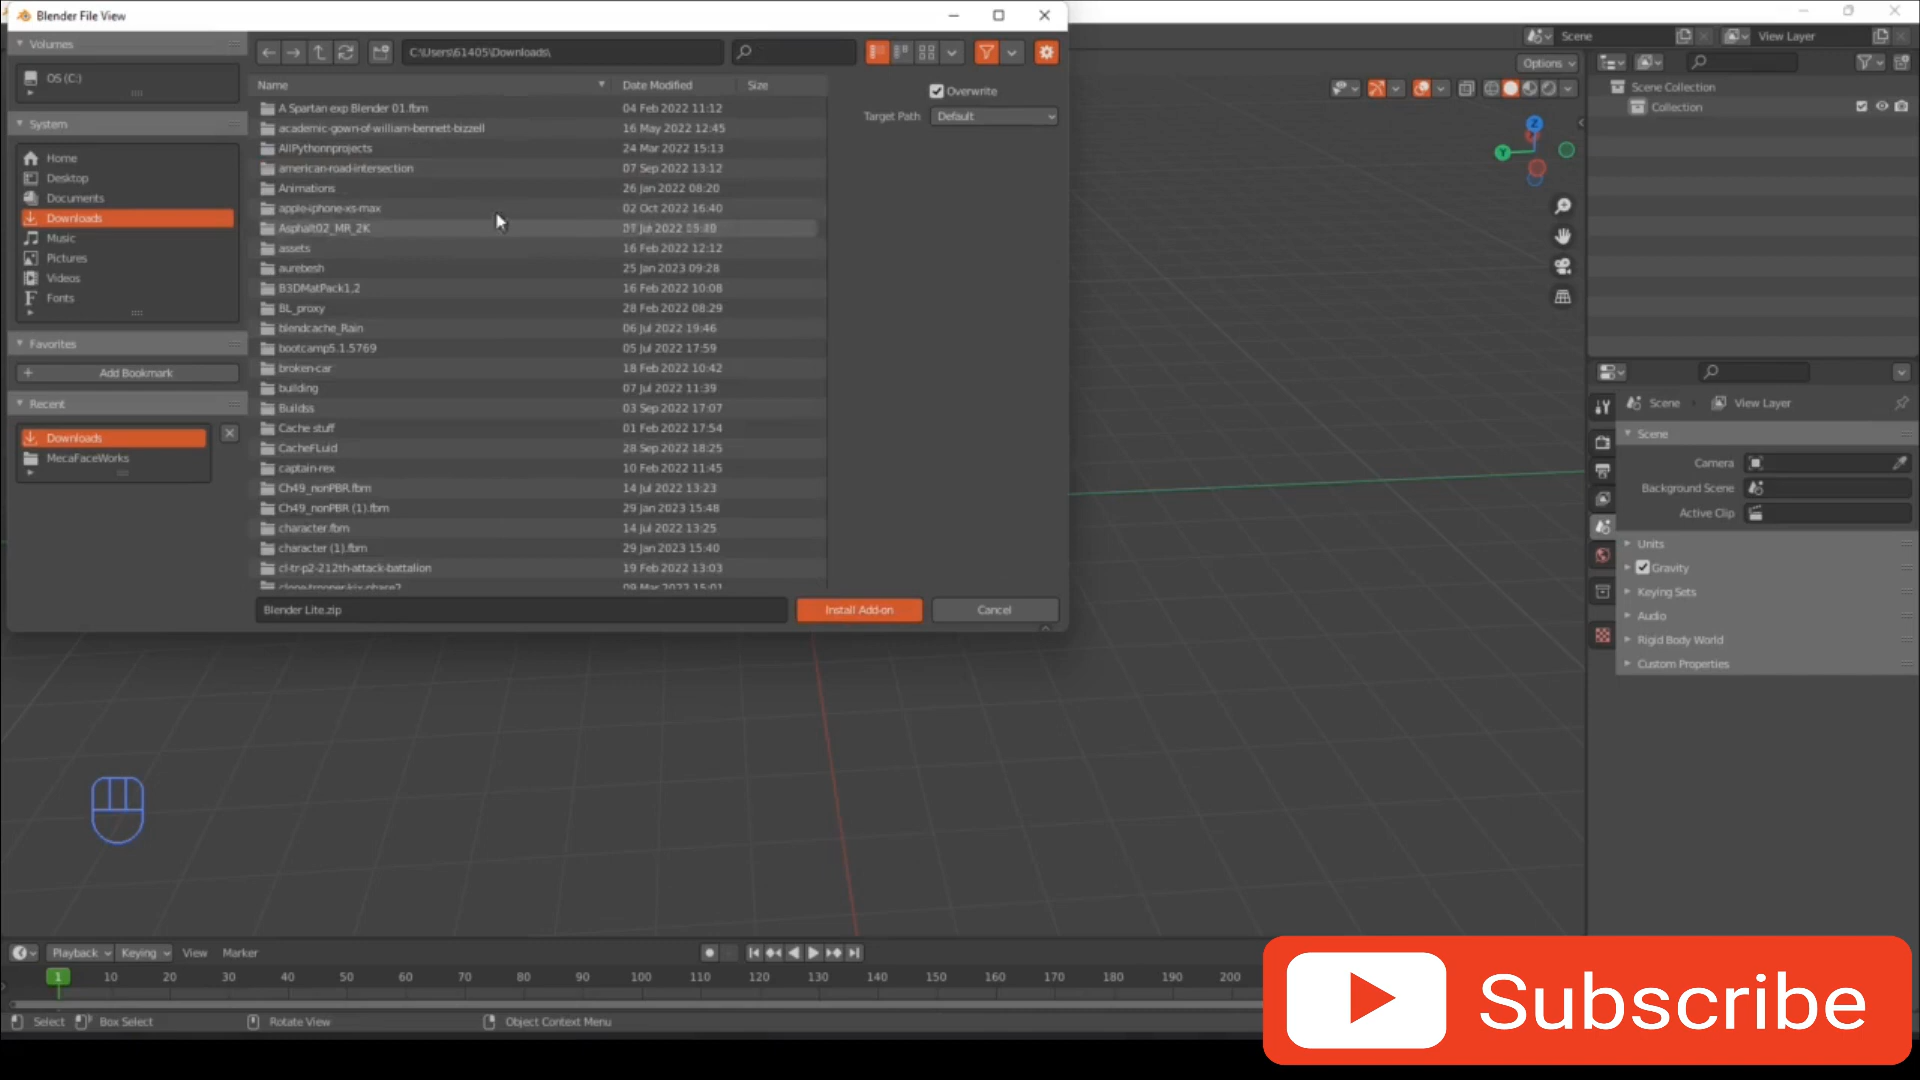 Blender File View
Volumes
OS (C:)
System
Home
Desktop
Documents
Downloads
Music
Pictures
Videos
Fonts
Favorites
Add Bookmark
Recent
Downloads
MecaFaceWorks
C:\Users\61405\Downloads\
Name Date Modified Size
A Spartan exp Blender 01.fbm 04 Feb 2022 11:12
academic-gown-of-william-bennett-bizzell 16 May 2022 12:45
AllPythonnprojects 24 Mar 2022 15:13
american-road-intersection 07 Sep 2022 13:12
Animations 26 Jan 2022 08:20
apple-iphone-xs-max 02 Oct 2022 16:40
Asphalt02_MR_2K
assets 16 Feb 2022 12:12
aurebesh 25 Jan 2023 09:28
B3DMatPack1,2 16 Feb 2022 10:08
BL_proxy 28 Feb 2022 08:29
blendcache_Rain 06 Jul 2022 19:46
bootcamp5.1.5769 05 Jul 2022 17:59
broken-car 18 Feb 2022 10:42
building 07 Jul 2022 11:39
Buildss 03 Sep 2022 17:07
Cache stuff 01 Feb 2022 17:54
CacheFLuid 28 Sep 2022 18:25
captain-rex 10 Feb 2022 11:45
Ch49_nonPBR.fbm 14 Jul 2022 13:23
Ch49_nonPBR (1).fbm 29 Jan 2023 15:48
character.fbm 14 Jul 2022 13:25
character (1).fbm 29 Jan 2023 15:40
cl-tr-p2-212th-attack-battalion 19 Feb 2022 13:03
09 Mar 2022 15:01
Blender Lite.zip
Install Add-on
Cancel
Overwrite
Target Path Default
Scene
View Layer
Options
Scene Collection
Collection
Z
Y
Scene View Layer
Scene
Camera
Background Scene
Active Clip
Units
Gravity
Keying Sets
Audio
Rigid Body World
Custom Properties
Playback Keying View Marker
1 10 20 30 40 50 60 70 80 90 100 110 120 130 140 150 160 170 180 190 200
Select Box Select Rotate View Object Context Menu
Subscribe